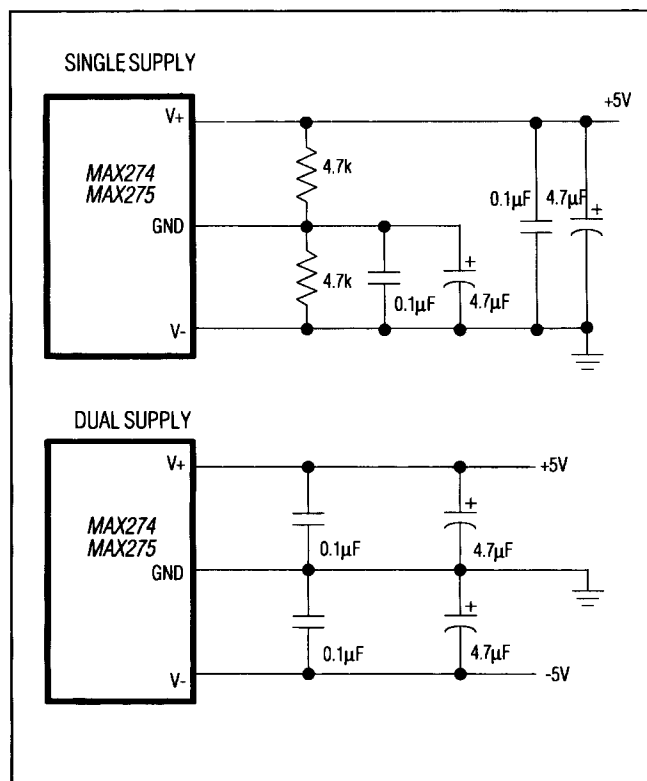 SINGLE SUPPLY
V+
+5V
MAX274
MAX275
4.7k
0.1µF
4.7µF
+
GND
+
4.7k
0.1µF
4.7µF
V-
DUAL SUPPLY
V+
+5V
+
MAX274
MAX275
0.1µF
4.7µF
GND
+
0.1µF
4.7µF
V-
-5V